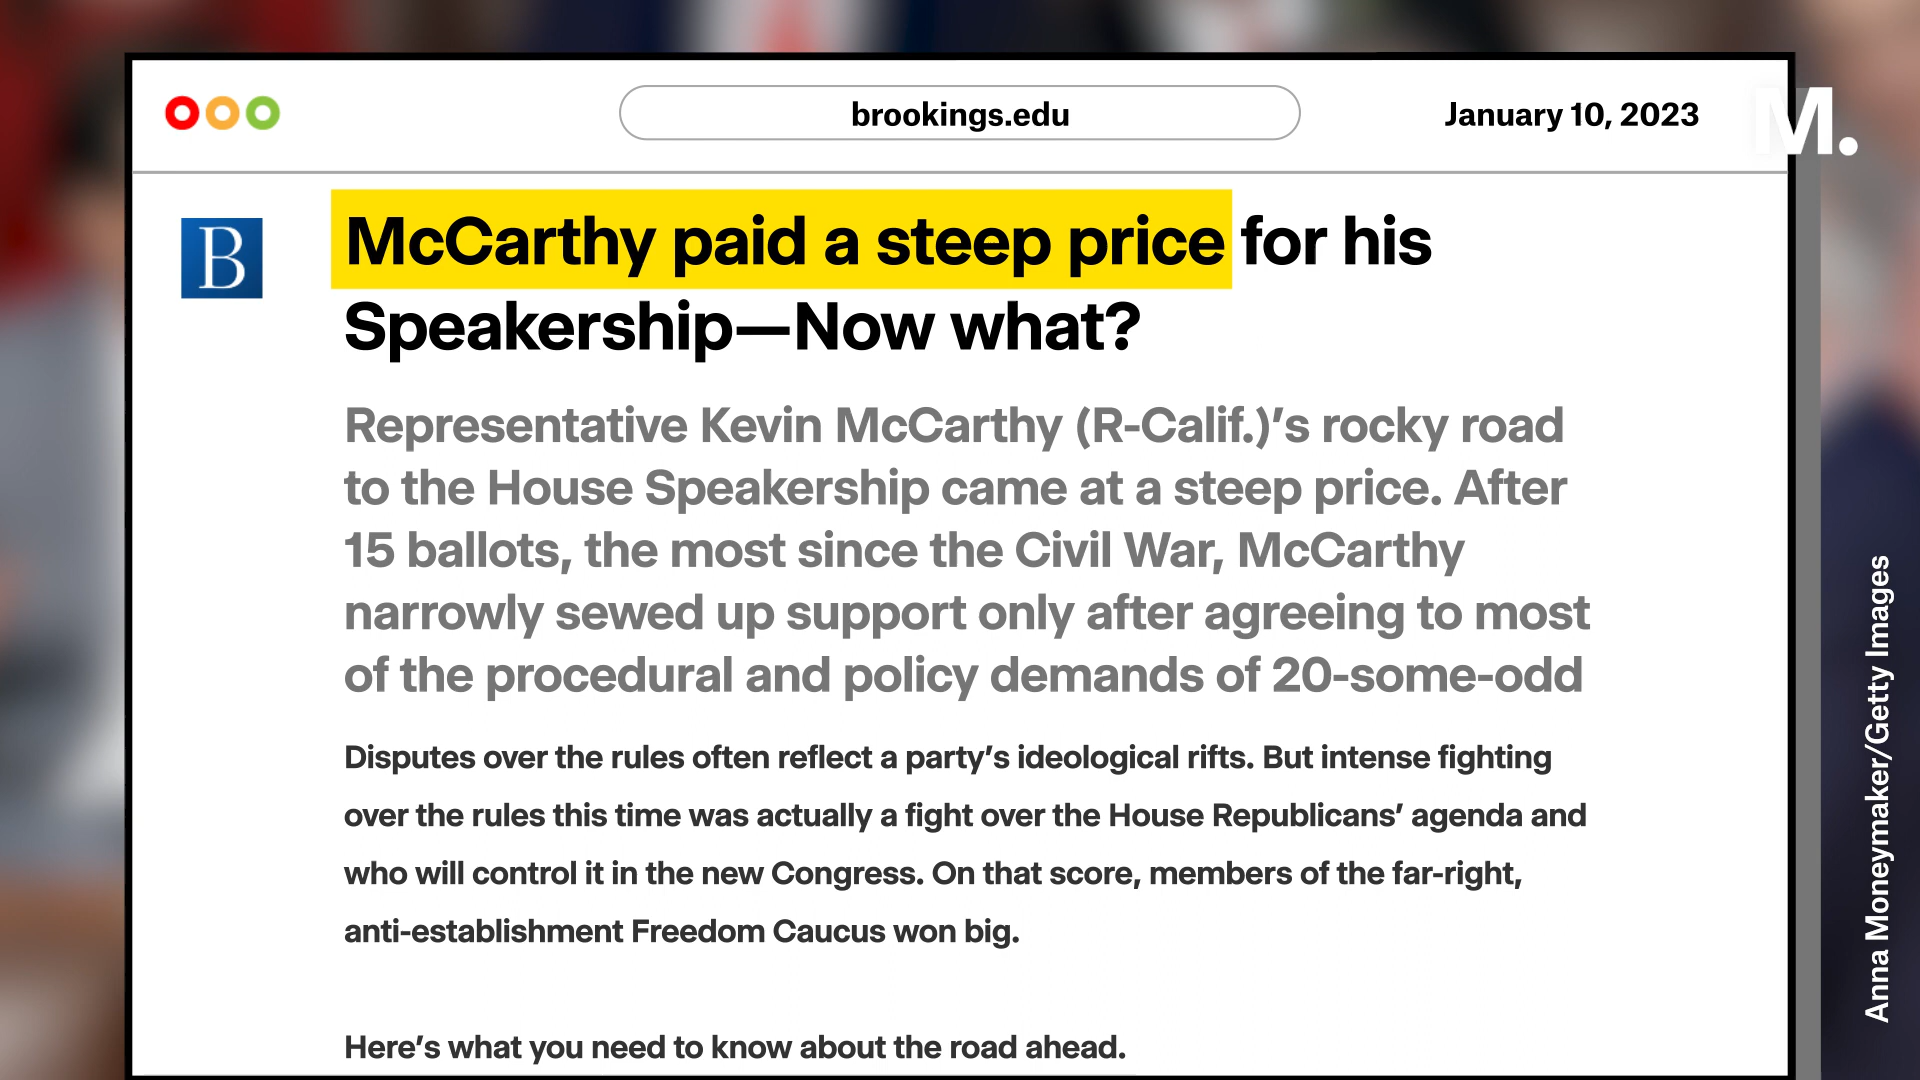 brookings.edu
January 10, 2023
M.
B
McCarthy paid a steep price for his
Speakership—Now what?
Representative Kevin McCarthy (R-Calif.)’s rocky road
to the House Speakership came at a steep price. After
15 ballots, the most since the Civil War, McCarthy
narrowly sewed up support only after agreeing to most
of the procedural and policy demands of 20-some-odd
Disputes over the rules often reflect a party’s ideological rifts. But intense fighting
over the rules this time was actually a fight over the House Republicans’ agenda and
who will control it in the new Congress. On that score, members of the far-right,
anti-establishment Freedom Caucus won big.
Here’s what you need to know about the road ahead.
Anna Moneymaker/Getty Images